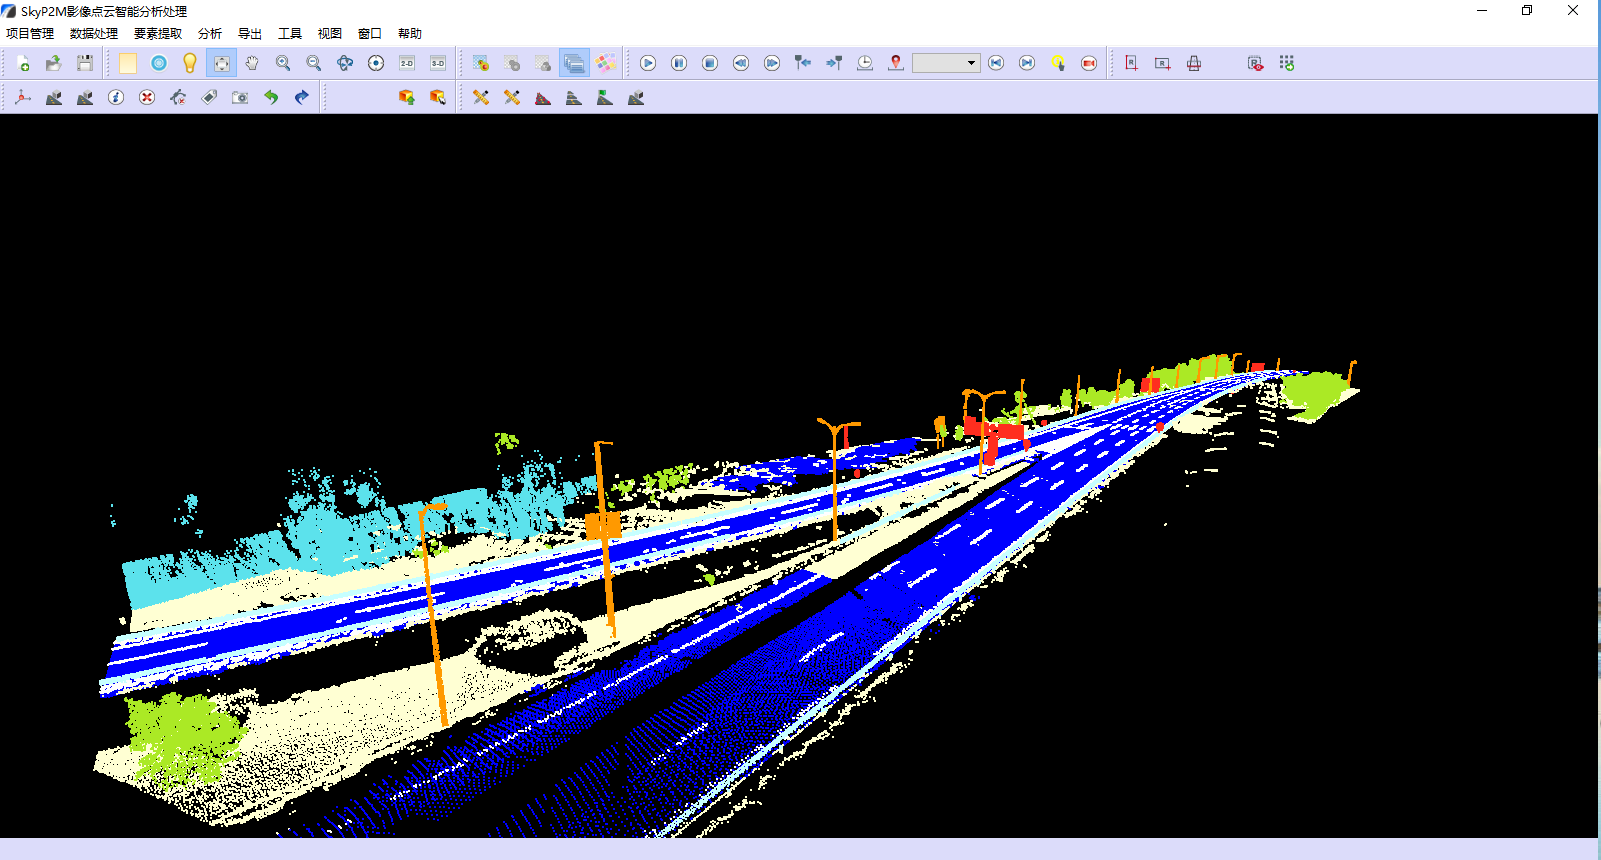 SkyP2M影像点云智能分析处理
项目管理 数据处理 要素提取 分析 导出 工具 视图 窗口 帮助
2-D 3-D